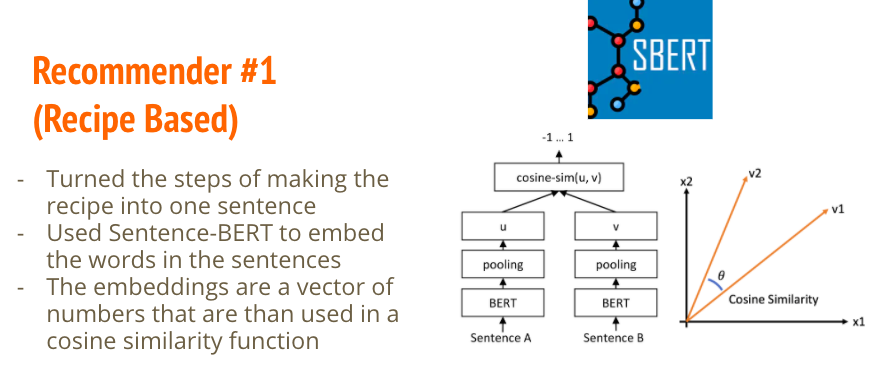 Recommender #1
(Recipe Based)
- Turned the steps of making the
recipe into one sentence
- Used Sentence-BERT to embed
the words in the sentences
- The embeddings are a vector of
numbers that are than used in a
cosine similarity function
SBERT
-1 ... 1
cosine-sim(u, v)
u
v
pooling
pooling
BERT
BERT
Sentence A
Sentence B
x2
v2
v1
θ
Cosine Similarity
x1